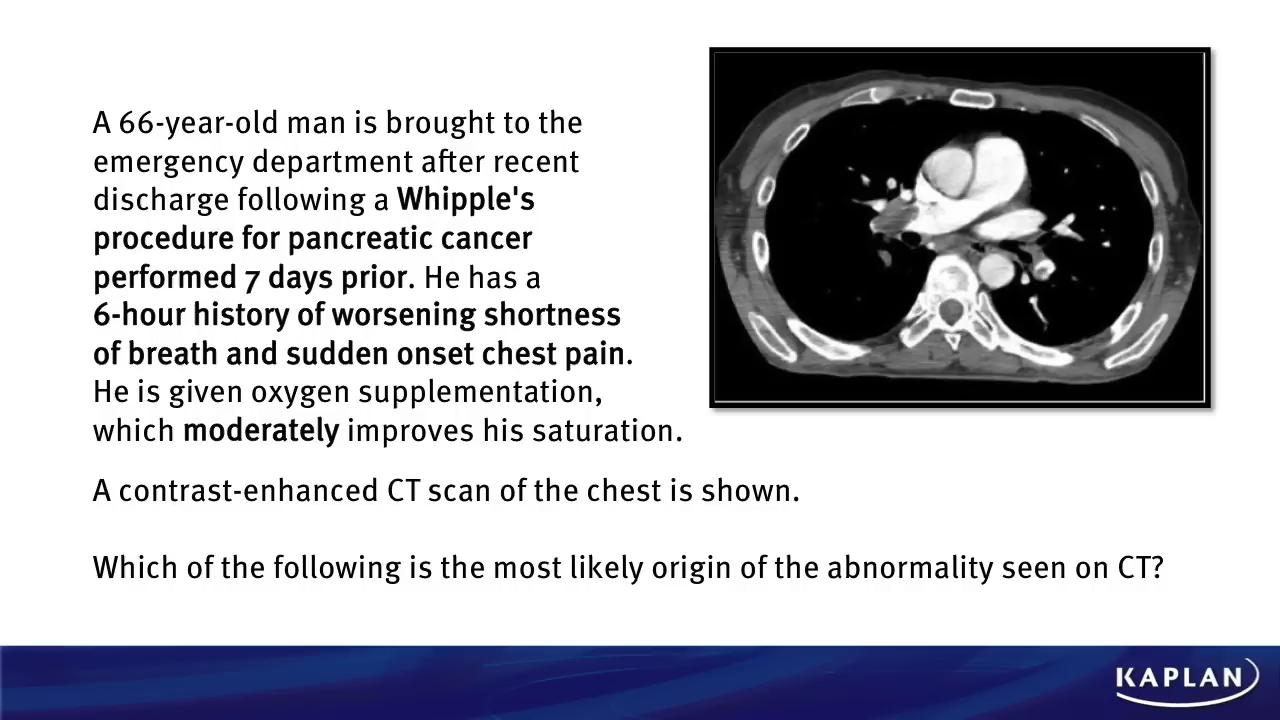 A 66-year-old man is brought to the
emergency department after recent
discharge following a Whipple's
procedure for pancreatic cancer
performed 7 days prior. He has a
6-hour history of worsening shortness
of breath and sudden onset chest pain.
He is given oxygen supplementation,
which moderately improves his saturation.
A contrast-enhanced CT scan of the chest is shown.
Which of the following is the most likely origin of the abnormality seen on CT?
KAPLAN